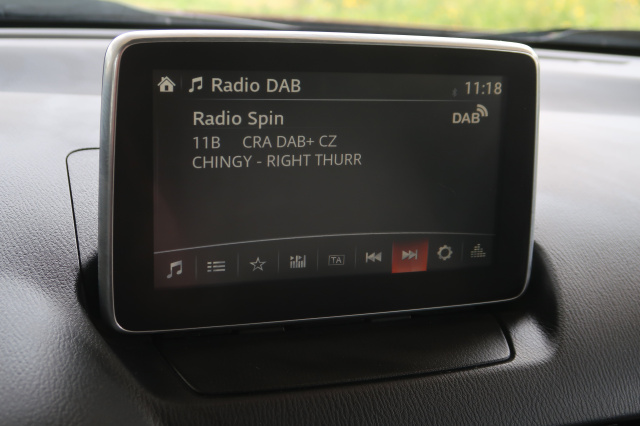 Radio DAB 11:18
Radio Spin DAB
11B CRA DAB+ CZ
CHINGY - RIGHT THURR
TA